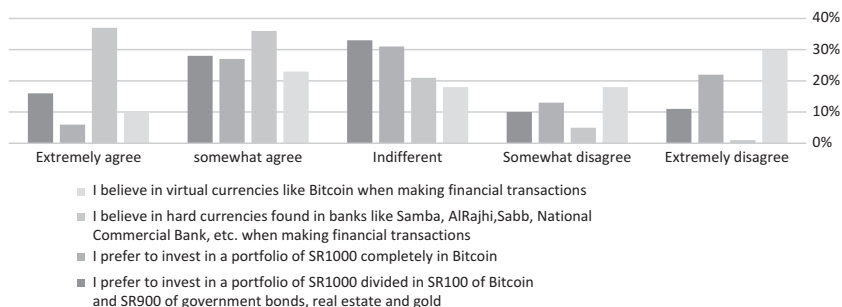 40%
30%
20%
10%
0%
Extremely agree somewhat agree Indifferent Somewhat disagree Extremely disagree
I believe in virtual currencies like Bitcoin when making financial transactions
I believe in hard currencies found in banks like Samba, AlRajhi,Sabb, National
Commercial Bank, etc. when making financial transactions
I prefer to invest in a portfolio of SR1000 completely in Bitcoin
I prefer to invest in a portfolio of SR1000 divided in SR100 of Bitcoin
and SR900 of government bonds, real estate and gold